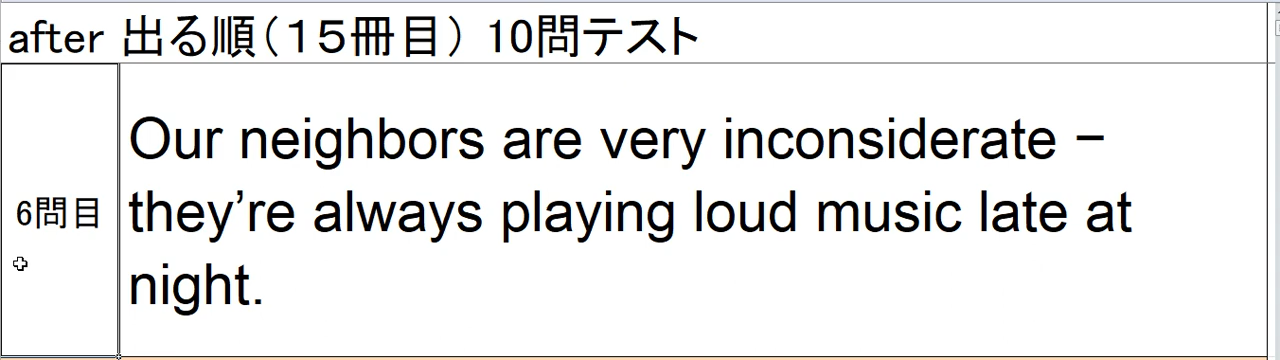 after 出る順（１５冊目） 10問テスト
6問目
Our neighbors are very inconsiderate −
they’re always playing loud music late at
night.